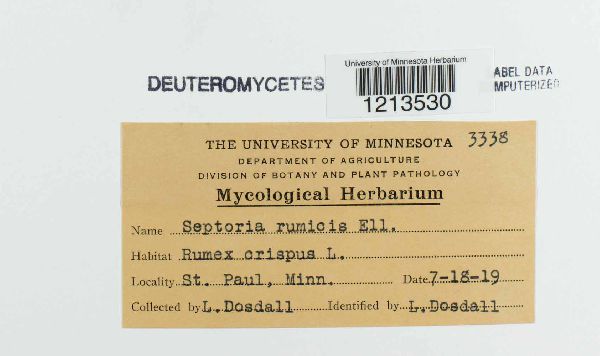 DEUTEROMYCETES
University of Minnesota Herbarium
1213530
ABEL DATA
MPUTERIZED
THE UNIVERSITY OF MINNESOTA 3338
DEPARTMENT OF AGRICULTURE
DIVISION OF BOTANY AND PLANT PATHOLOGY
Mycological Herbarium
Name Septoria rumicis Ell.
Habitat Rumex crispus L.
Locality St. Paul, Minn. Date 7-18-19
Collected by L. Dosdall Identified by L. Dosdall